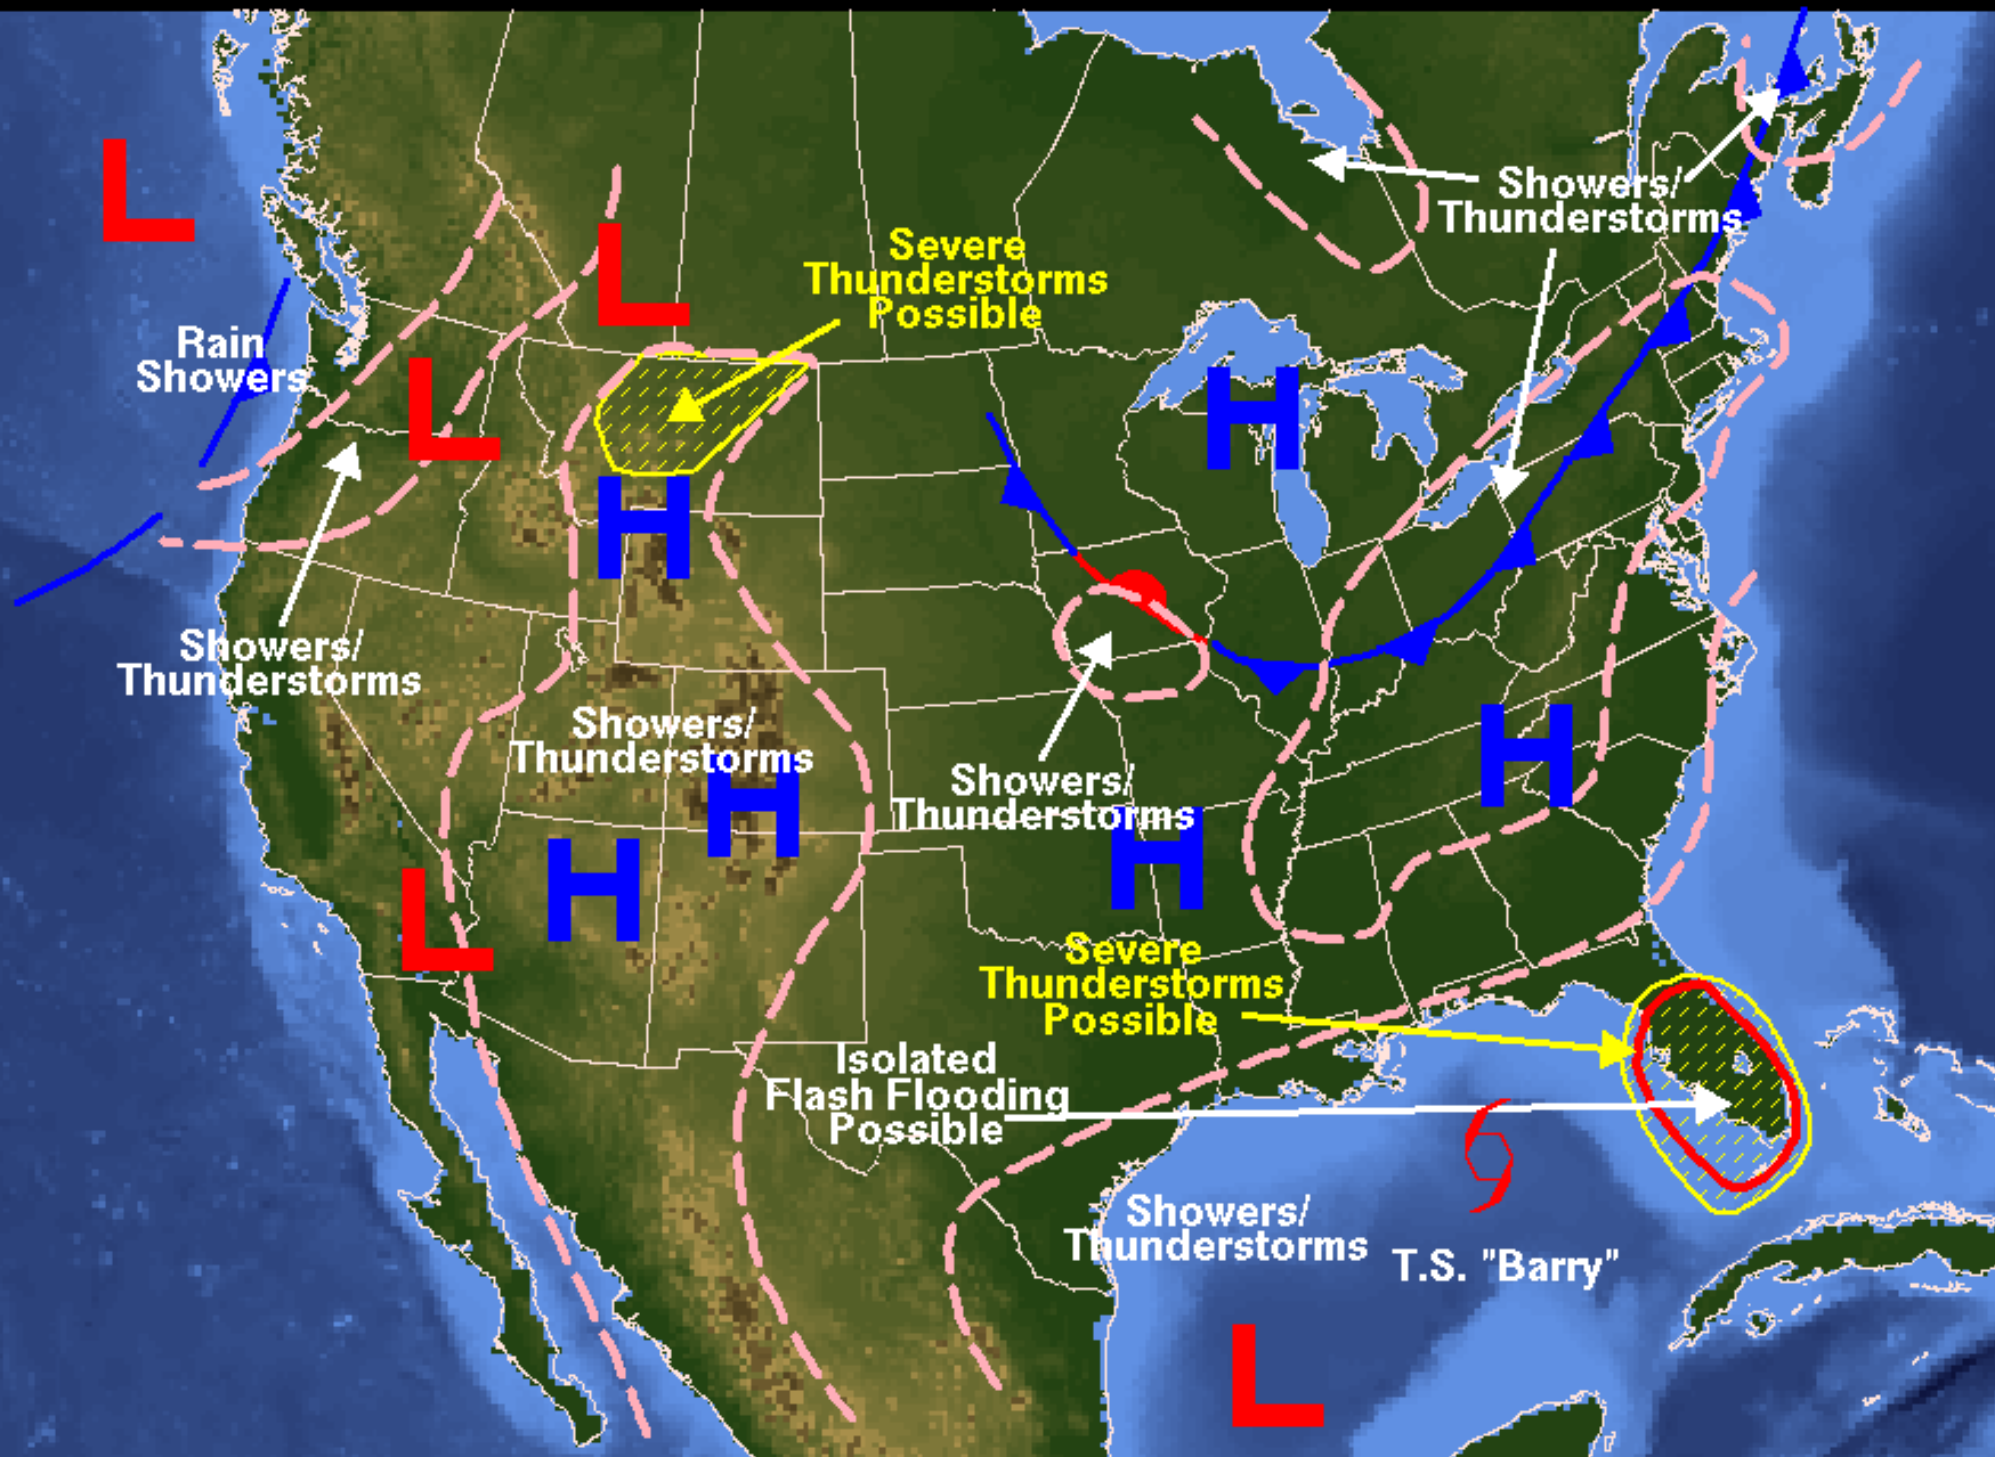 L
Showers/
Thunderstorms
L
Severe
Thunderstorms
Possible
Rain
Showers
L
H
H
Showers/
Thunderstorms
Showers/
Thunderstorms
H
H
Showers/
Thunderstorms
H
H
L
Severe
Thunderstorms
Possible
Isolated
Flash Flooding
Possible
Showers/
Thunderstorms
T.S. "Barry"
L